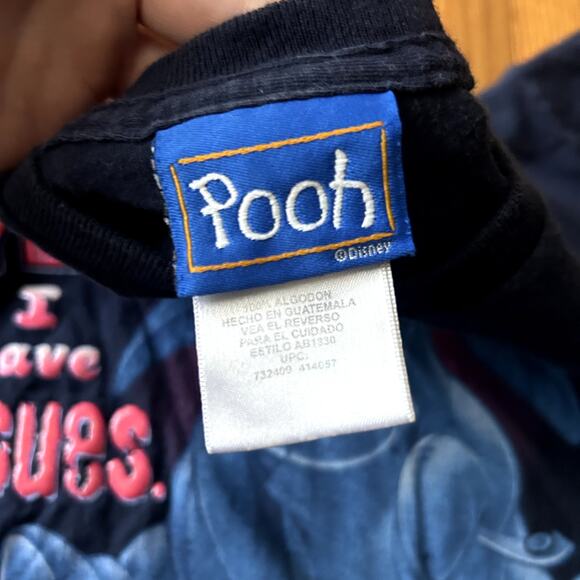 Pooh
©Disney
100% ALGODON
HECHO EN GUATEMALA
VEA EL REVERSO
PARA EL CUIDADO
ESTILO AB1330
UPC:
732409 414057
I
ave
sues.